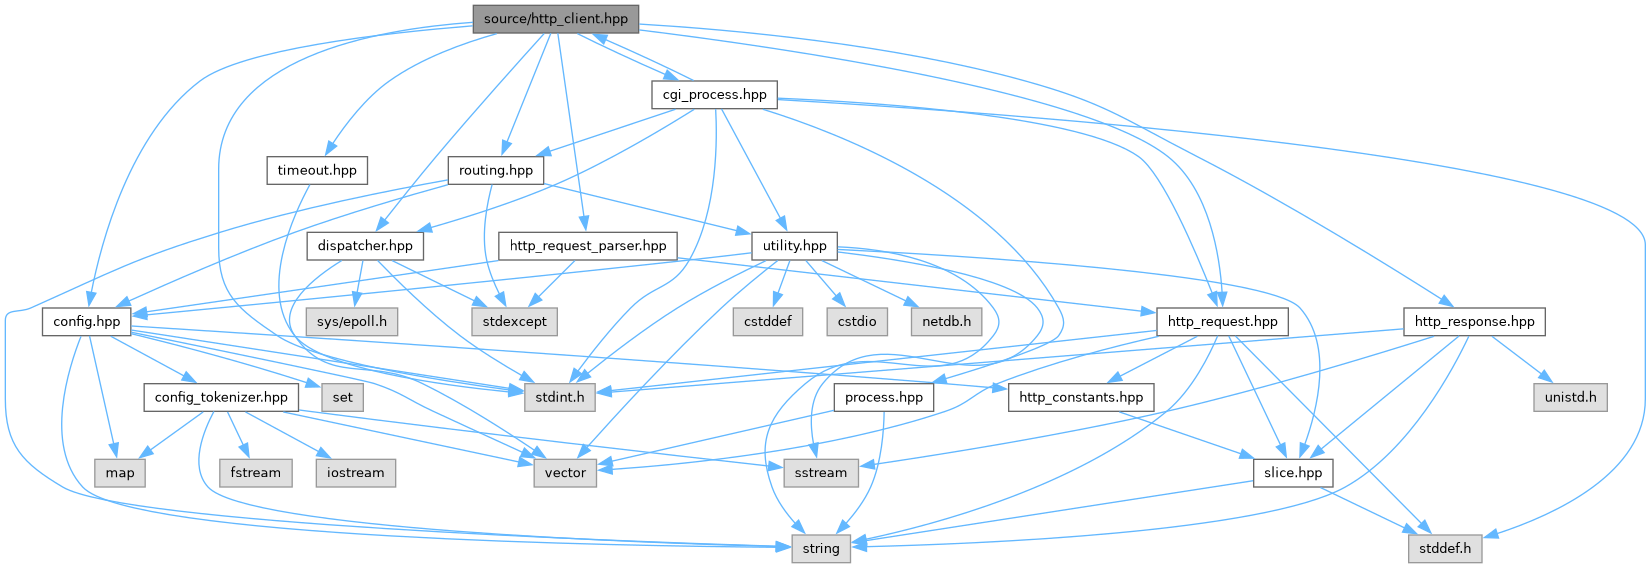 source/http_client.hpp
cgi_process.hpp
timeout.hpp
routing.hpp
dispatcher.hpp
http_request_parser.hpp
utility.hpp
config.hpp
sys/epoll.h
stdexcept
cstddef
cstdio
netdb.h
http_request.hpp
http_response.hpp
config_tokenizer.hpp
set
stdint.h
process.hpp
http_constants.hpp
unistd.h
map
fstream
iostream
vector
sstream
slice.hpp
string
stddef.h